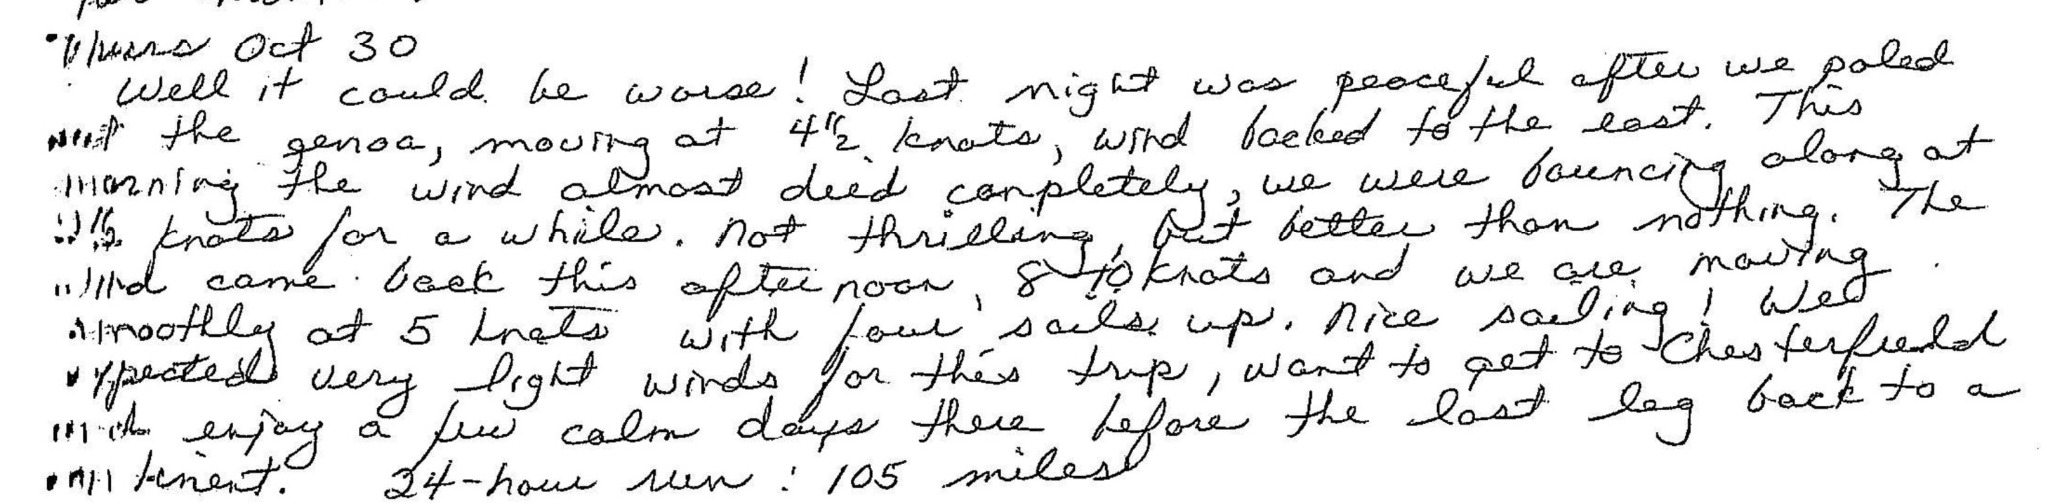 Thurs Oct 30
Well it could be worse! Last night was peaceful after we poled
out the genoa, moving at 4 1/2 knots, wind backed to the east. This
morning the wind almost died completely, we were bouncing along at
knots for a while. Not thrilling, but better than nothing. The
wind came back this afternoon, 8-10 knots and we are moving
smoothly at 5 knots with four sails up. Nice sailing! We
expected very light winds for this trip, want to get to Chesterfield
and enjoy a few calm days there before the last leg back to a
continent. 24-hour run: 105 miles